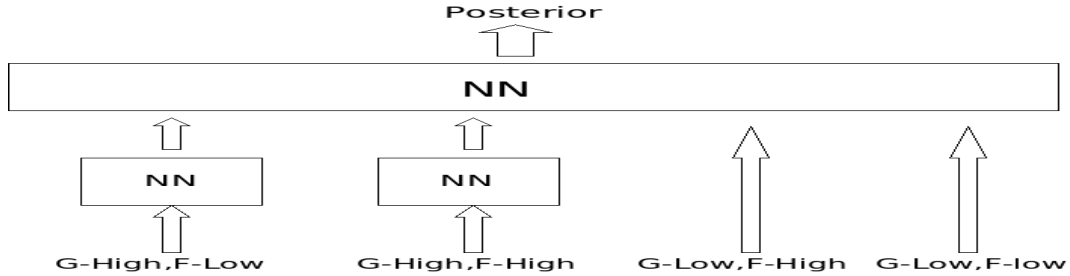 Posterior
NN
NN
NN
G-High,F-Low
G-High,F-High
G-Low,F-High
G-Low,F-low